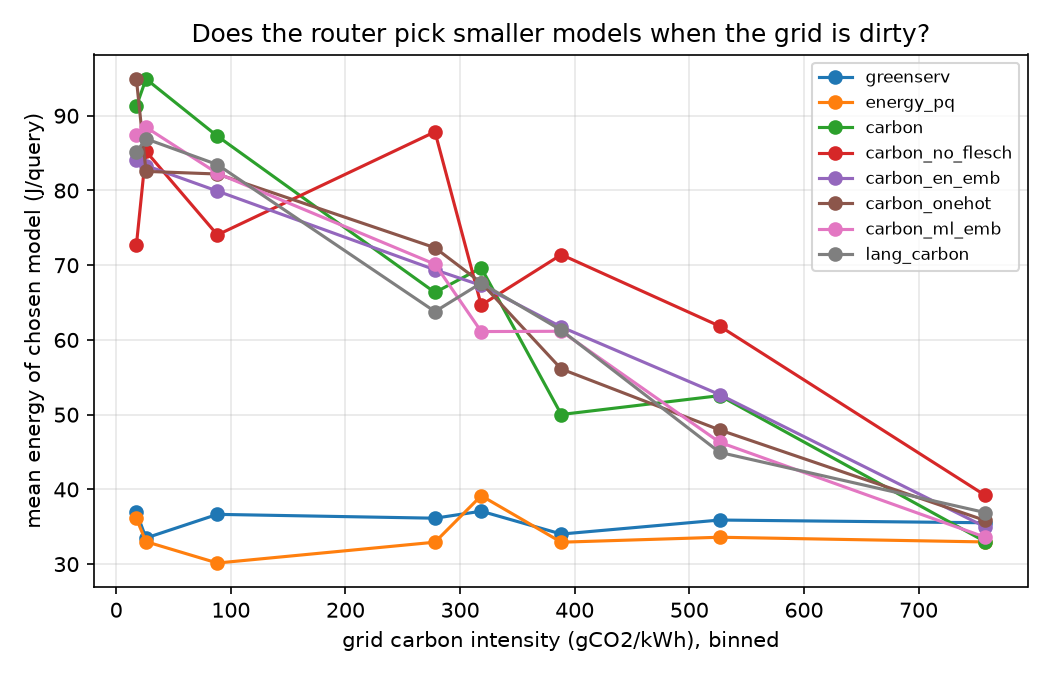 Does the router pick smaller models when the grid is dirty?
mean energy of chosen model (J/query)
90
80
70
60
50
40
30
0 100 200 300 400 500 600 700
grid carbon intensity (gCO2/kWh), binned
greenserv
energy_pq
carbon
carbon_no_flesch
carbon_en_emb
carbon_onehot
carbon_ml_emb
lang_carbon